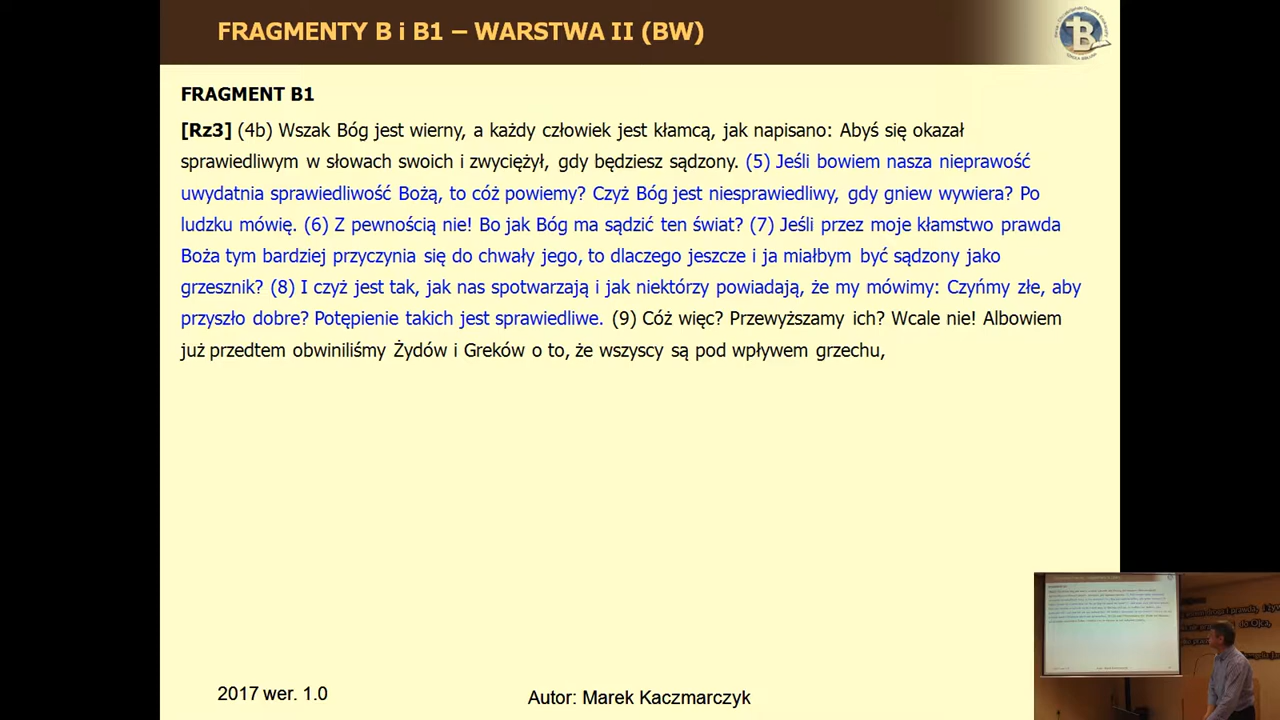 FRAGMENTY B i B1 – WARSTWA II (BW)
FRAGMENT B1
[Rz3] (4b) Wszak Bóg jest wierny, a każdy człowiek jest kłamcą, jak napisano: Abyś się okazał
sprawiedliwym w słowach swoich i zwyciężył, gdy będziesz sądzony. (5) Jeśli bowiem nasza nieprawość
uwydatnia sprawiedliwość Bożą, to cóż powiemy? Czyż Bóg jest niesprawiedliwy, gdy gniew wywiera? Po
ludzku mówię. (6) Z pewnością nie! Bo jak Bóg ma sądzić ten świat? (7) Jeśli przez moje kłamstwo prawda
Boża tym bardziej przyczynia się do chwały jego, to dlaczego jeszcze i ja miałbym być sądzony jako
grzesznik? (8) I czyż jest tak, jak nas spotwarzają i jak niektórzy powiadają, że my mówimy: Czyńmy złe, aby
przyszło dobre? Potępienie takich jest sprawiedliwe. (9) Cóż więc? Przewyższamy ich? Wcale nie! Albowiem
już przedtem obwiniliśmy Żydów i Greków o to, że wszyscy są pod wpływem grzechu,
2017 wer. 1.0
Autor: Marek Kaczmarczyk